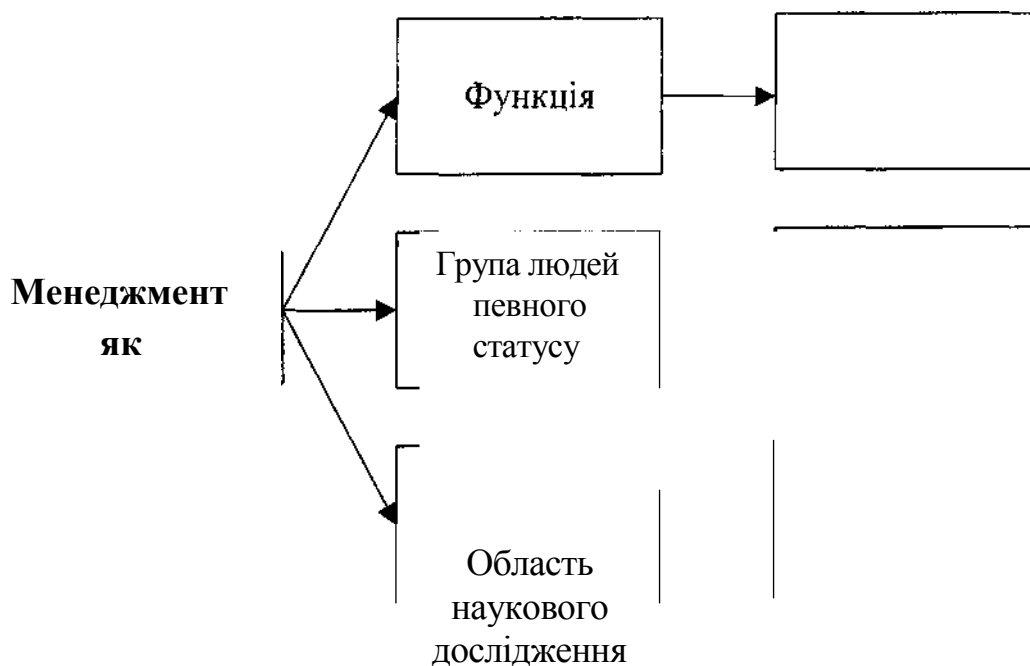 Функція
Менеджмент
як
Група людей
певного
статусу
Область
наукового
дослідження